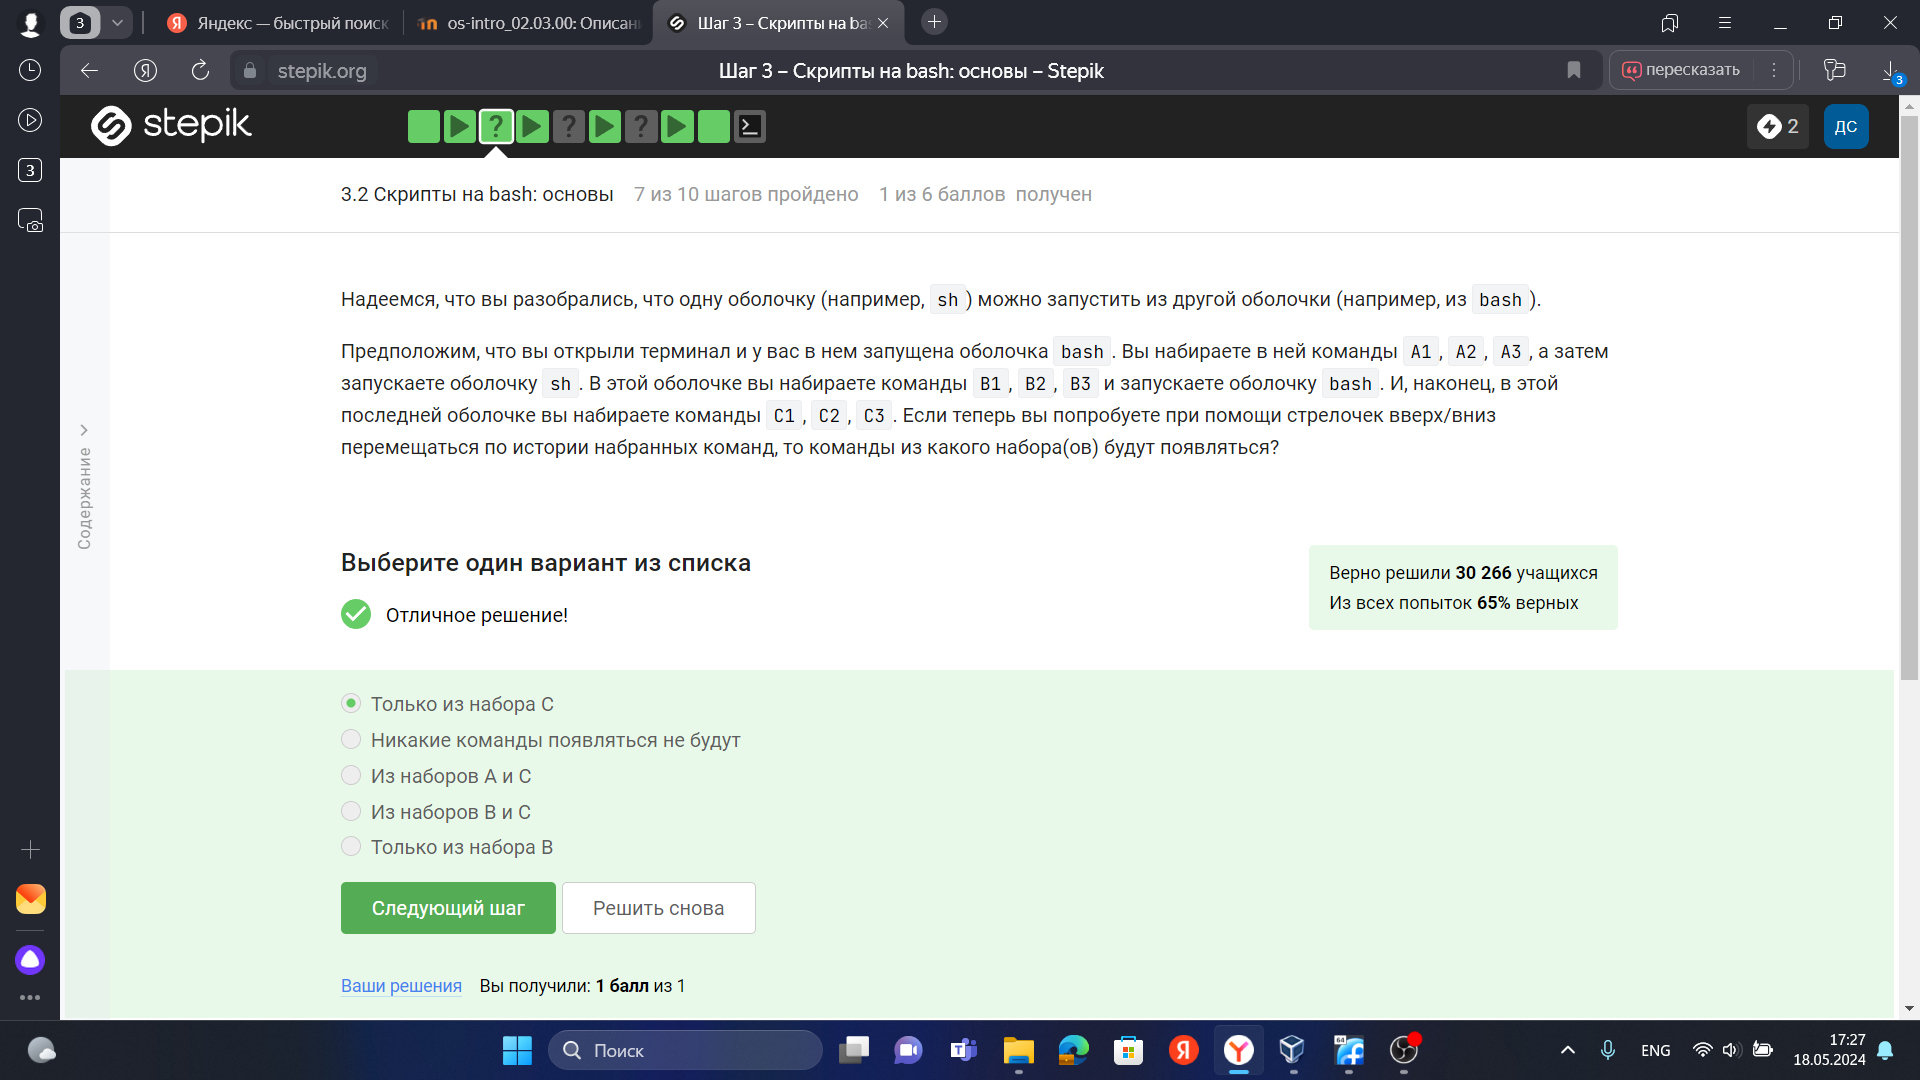 3
Яндекс — быстрый поиск
os-intro_02.03.00: Описани
Шаг 3 – Скрипты на ba
stepik.org
Шаг 3 – Скрипты на bash: основы – Stepik
пересказать
3
3
stepik
2
ДС
3.2 Скрипты на bash: основы 7 из 10 шагов пройдено 1 из 6 баллов получен
Содержание
Надеемся, что вы разобрались, что одну оболочку (например, sh ) можно запустить из другой оболочки (например, из bash ).
Предположим, что вы открыли терминал и у вас в нем запущена оболочка bash . Вы набираете в ней команды A1 , A2 , A3 , а затем
запускаете оболочку sh . В этой оболочке вы набираете команды B1 , B2 , B3 и запускаете оболочку bash . И, наконец, в этой
последней оболочке вы набираете команды C1 , C2 , C3 . Если теперь вы попробуете при помощи стрелочек вверх/вниз
перемещаться по истории набранных команд, то команды из какого набора(ов) будут появляться?
Выберите один вариант из списка
Верно решили 30 266 учащихся
Из всех попыток 65% верных
Отличное решение!
Только из набора C
Никакие команды появляться не будут
Из наборов A и C
Из наборов B и C
Только из набора B
Следующий шаг
Решить снова
Ваши решения Вы получили: 1 балл из 1
Поиск
64
ENG
17:27
18.05.2024